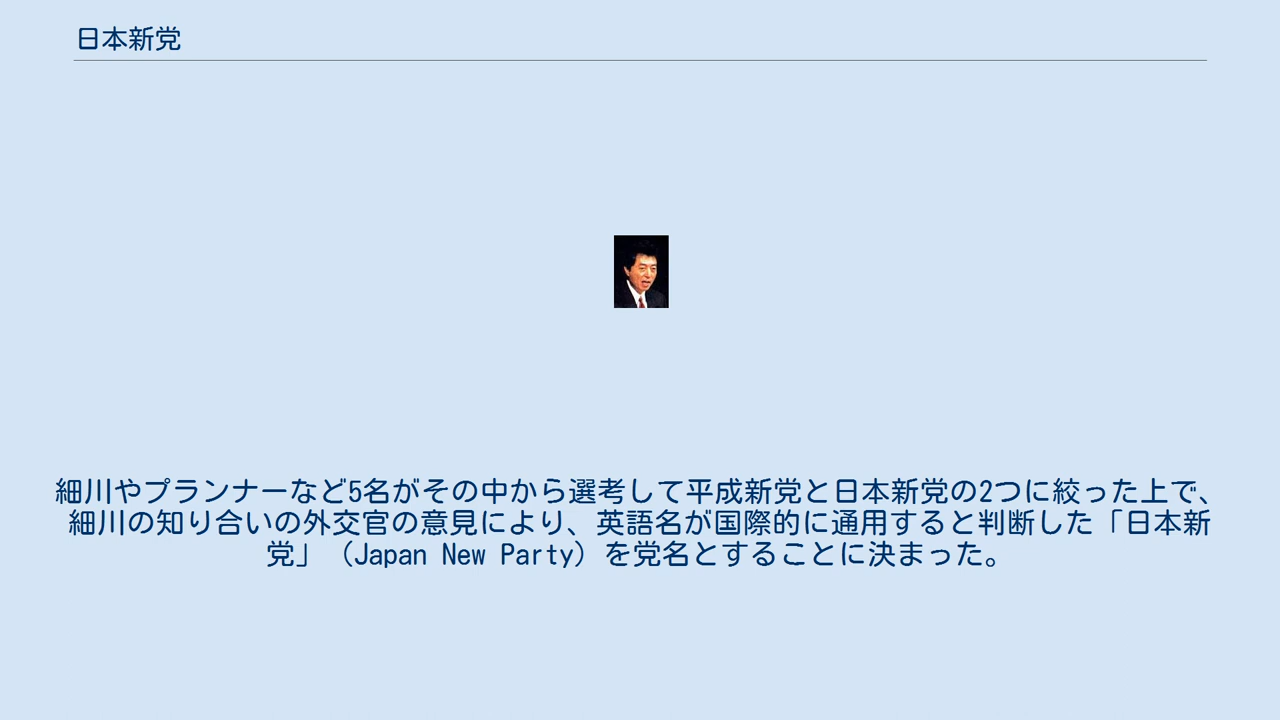 日本新党
細川やプランナーなど5名がその中から選考して平成新党と日本新党の2つに絞った上で、
細川の知り合いの外交官の意見により、英語名が国際的に通用すると判断した「日本新
党」（Japan New Party）を党名とすることに決まった。